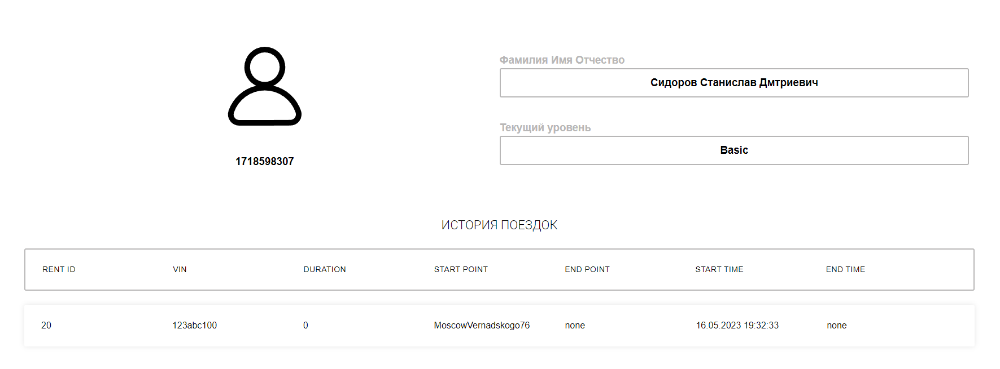 Фамилия Имя Отчество
Сидоров Станислав Дмтриевич
Текущий уровень
Basic
1718598307
ИСТОРИЯ ПОЕЗДОК
RENT ID VIN DURATION START POINT END POINT START TIME END TIME
20 123abc100 0 MoscowVernadskogo76 none 16.05.2023 19:32:33 none